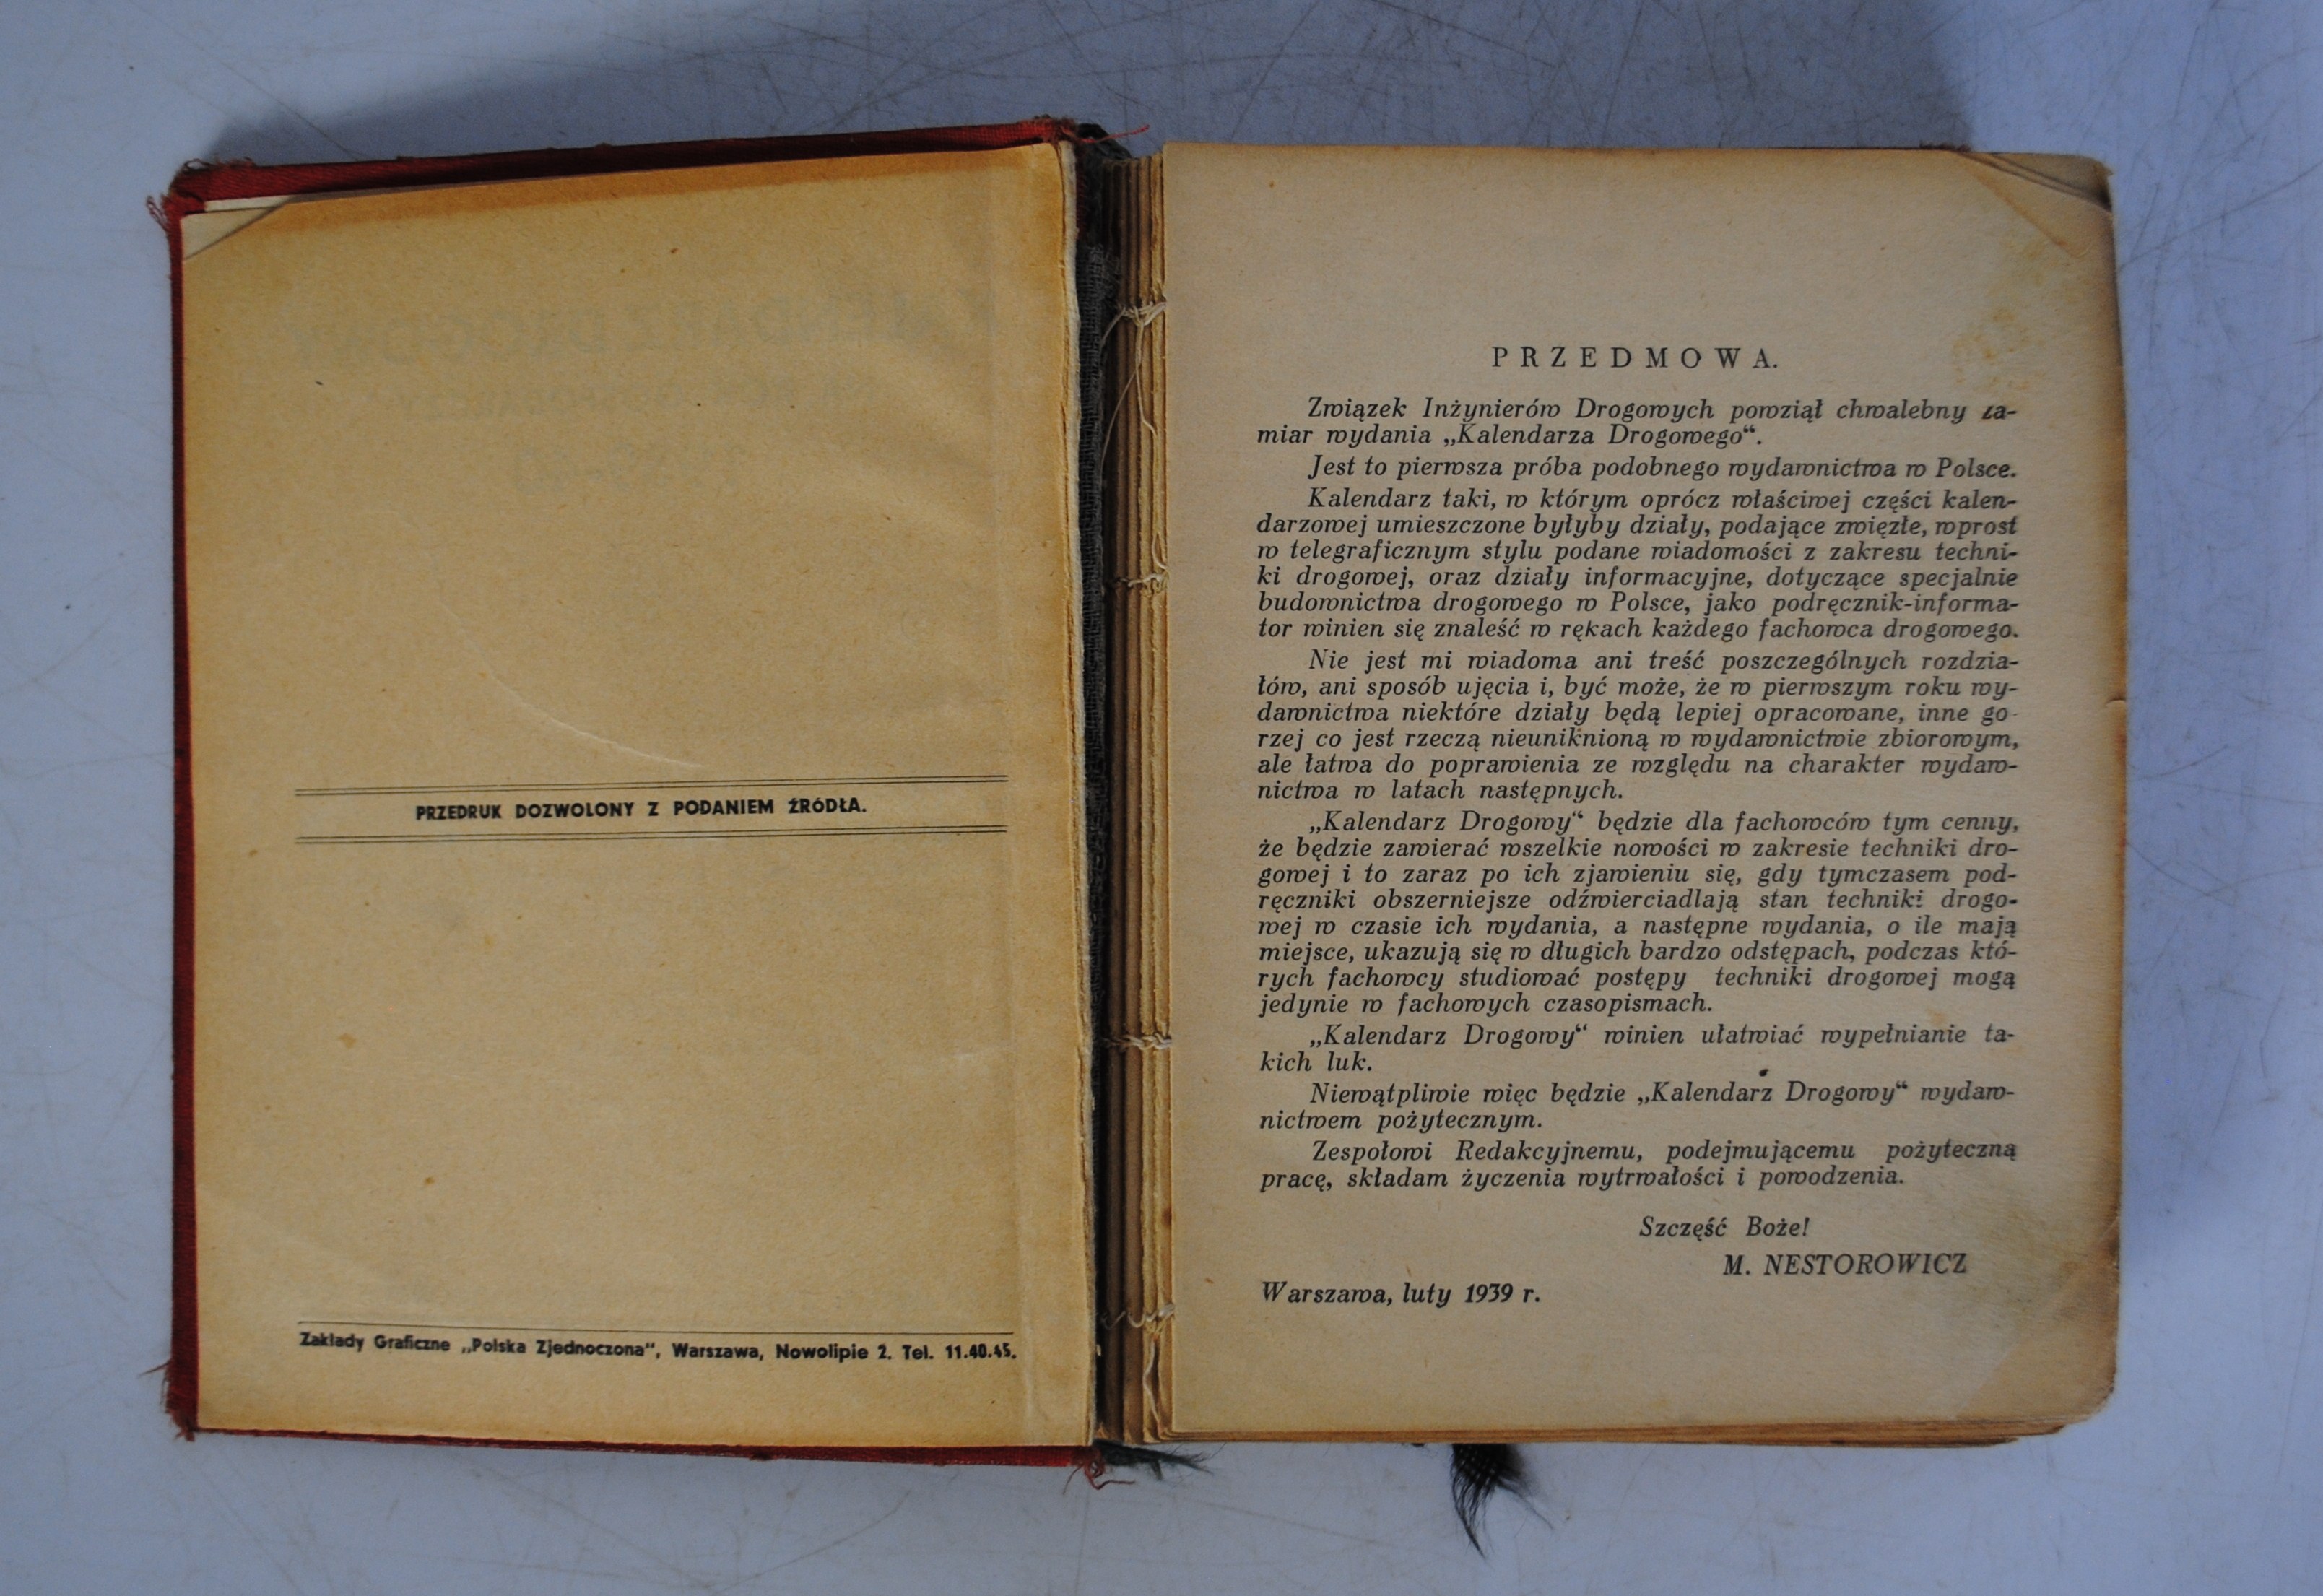 PRZEDRUK DOZWOLONY Z PODANIEM ŹRÓDŁA.
Zakłady Graficzne „Polska Zjednoczona“, Warszawa, Nowolipie 2. Tel. 11.40.45.
PRZEDMOWA.
Związek Inżynierów Drogowych powziął chwalebny za-
miar wydania „Kalendarza Drogowego“.
Jest to pierwsza próba podobnego wydawnictwa w Polsce.
Kalendarz taki, w którym oprócz właściwej części kalen-
darzowej umieszczone byłyby działy, podające zwięzłe, wprost
w telegraficznym stylu podane wiadomości z zakresu techni-
ki drogowej, oraz działy informacyjne, dotyczące specjalnie
budownictwa drogowego w Polsce, jako podręcznik-informa-
tor winien się znaleść w rękach każdego fachowca drogowego.
Nie jest mi wiadoma ani treść poszczególnych rozdzia-
łów, ani sposób ujęcia i, być może, że w pierwszym roku wy-
dawnictwa niektóre działy będą lepiej opracowane, inne go-
rzej co jest rzeczą nieuniknioną w wydawnictwie zbiorowym,
ale łatwa do poprawienia ze względu na charakter wydaw-
nictwa w latach następnych.
„Kalendarz Drogowy“ będzie dla fachowców tym cenny,
że będzie zawierać wszelkie nowości w zakresie techniki dro-
gowej i to zaraz po ich zjawieniu się, gdy tymczasem pod-
ręczniki obszerniejsze odźwierciadlają stan techniki drogo-
wej w czasie ich wydania, a następne wydania, o ile mają
miejsce, ukazują się w długich bardzo odstępach, podczas któ-
rych fachowcy studiować postępy techniki drogowej mogą
jedynie w fachowych czasopismach.
„Kalendarz Drogowy“ winien ułatwiać wypełnianie ta-
kich luk.
Niewątpliwie więc będzie „Kalendarz Drogowy“ wydaw-
nictwem pożytecznym.
Zespołowi Redakcyjnemu, podejmującemu pożyteczną
pracę, składam życzenia wytrwałości i powodzenia.
Szczęść Boże!
M. NESTOROWICZ
Warszawa, luty 1939 r.